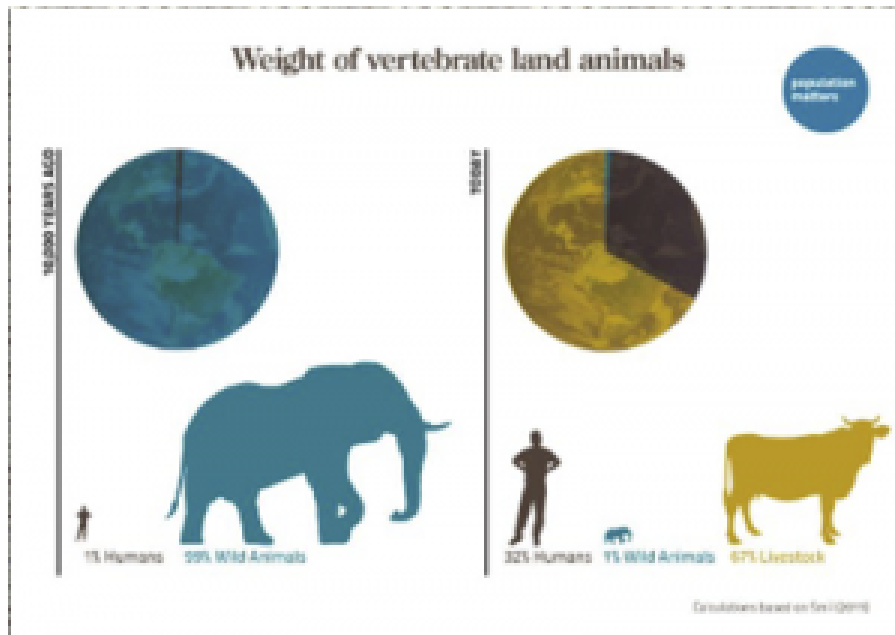 Weight of vertebrate land animals
population
matters
10,000 YEARS AGO
TODAY
1% Humans
99% Wild Animals
32% Humans
1% Wild Animals
67% Livestock
Calculations based on Smil (2011)